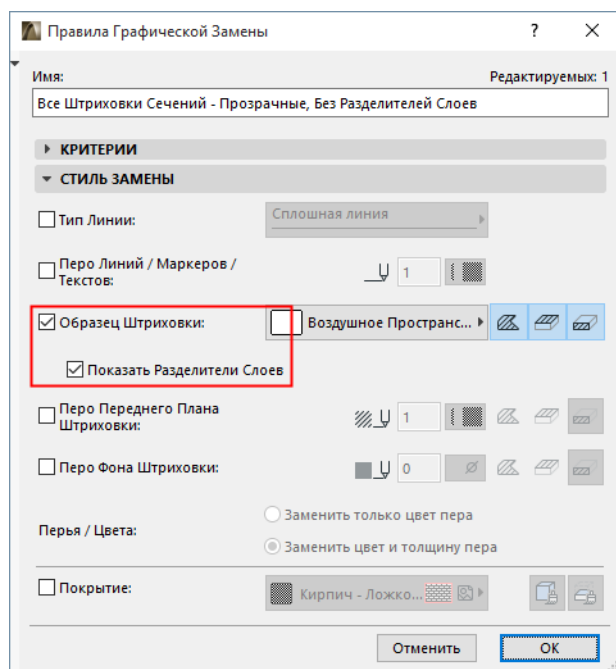 Правила Графической Замены
?
Имя:
Редактируемых: 1
Все Штриховки Сечений - Прозрачные, Без Разделителей Слоев
КРИТЕРИИ
СТИЛЬ ЗАМЕНЫ
Тип Линии:
Сплошная линия
Перо Линий / Маркеров /
Текстов:
1
Образец Штриховки:
Воздушное Пространс...
Показать Разделители Слоев
Перо Переднего Плана
Штриховки:
1
Перо Фона Штриховки:
0
Перья / Цвета:
Заменить только цвет пера
Заменить цвет и толщину пера
Покрытие:
Кирпич - Ложко...
Отменить
OK